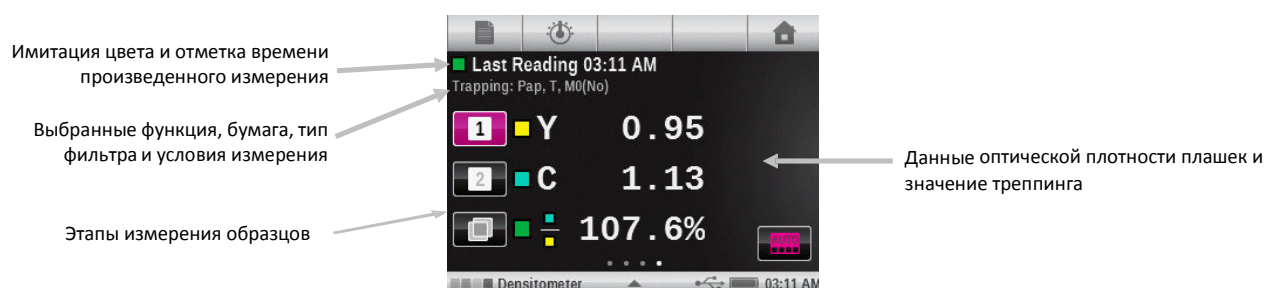 Имитация цвета и отметка времени
произведенного измерения
Выбранные функция, бумага, тип
фильтра и условия измерения
Этапы измерения образцов
Last Reading 03:11 AM
Trapping: Pap, T, M0(No)
1 Y 0.95
2 C 1.13
107.6%
AUTO
Densitometer 03:11 AM
Данные оптической плотности плашек и
значение треппинга